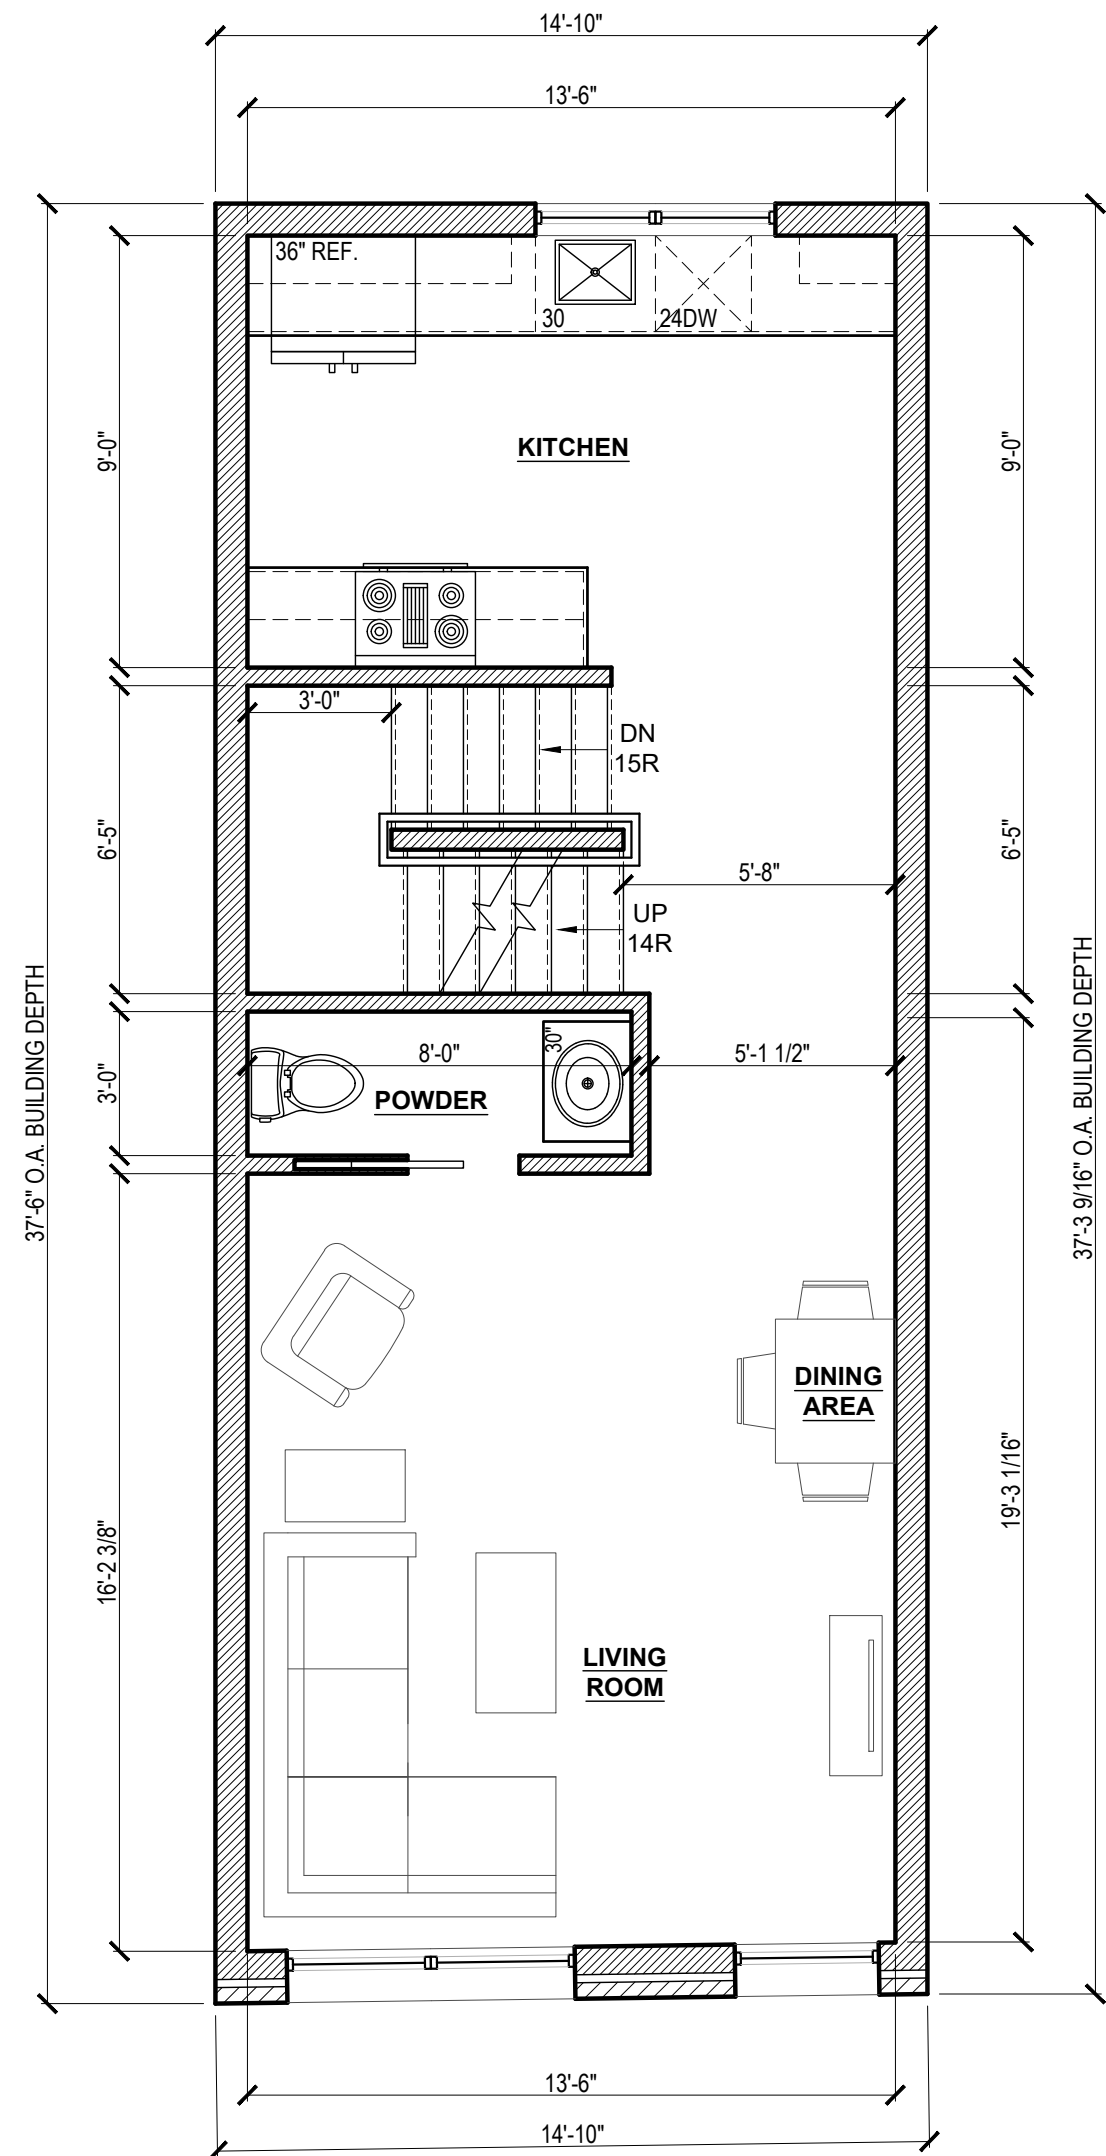 14'-10"
13'-6"
36" REF.
30
24DW
KITCHEN
9'-0"
9'-0"
3'-0"
DN
15R
6'-5"
6'-5"
5'-8"
UP
14R
37'-6" O.A. BUILDING DEPTH
37'-3 9/16" O.A. BUILDING DEPTH
3'-0"
8'-0"
30"
5'-1 1/2"
POWDER
DINING
AREA
16'-2 3/8"
19'-3 1/16"
LIVING
ROOM
13'-6"
14'-10"